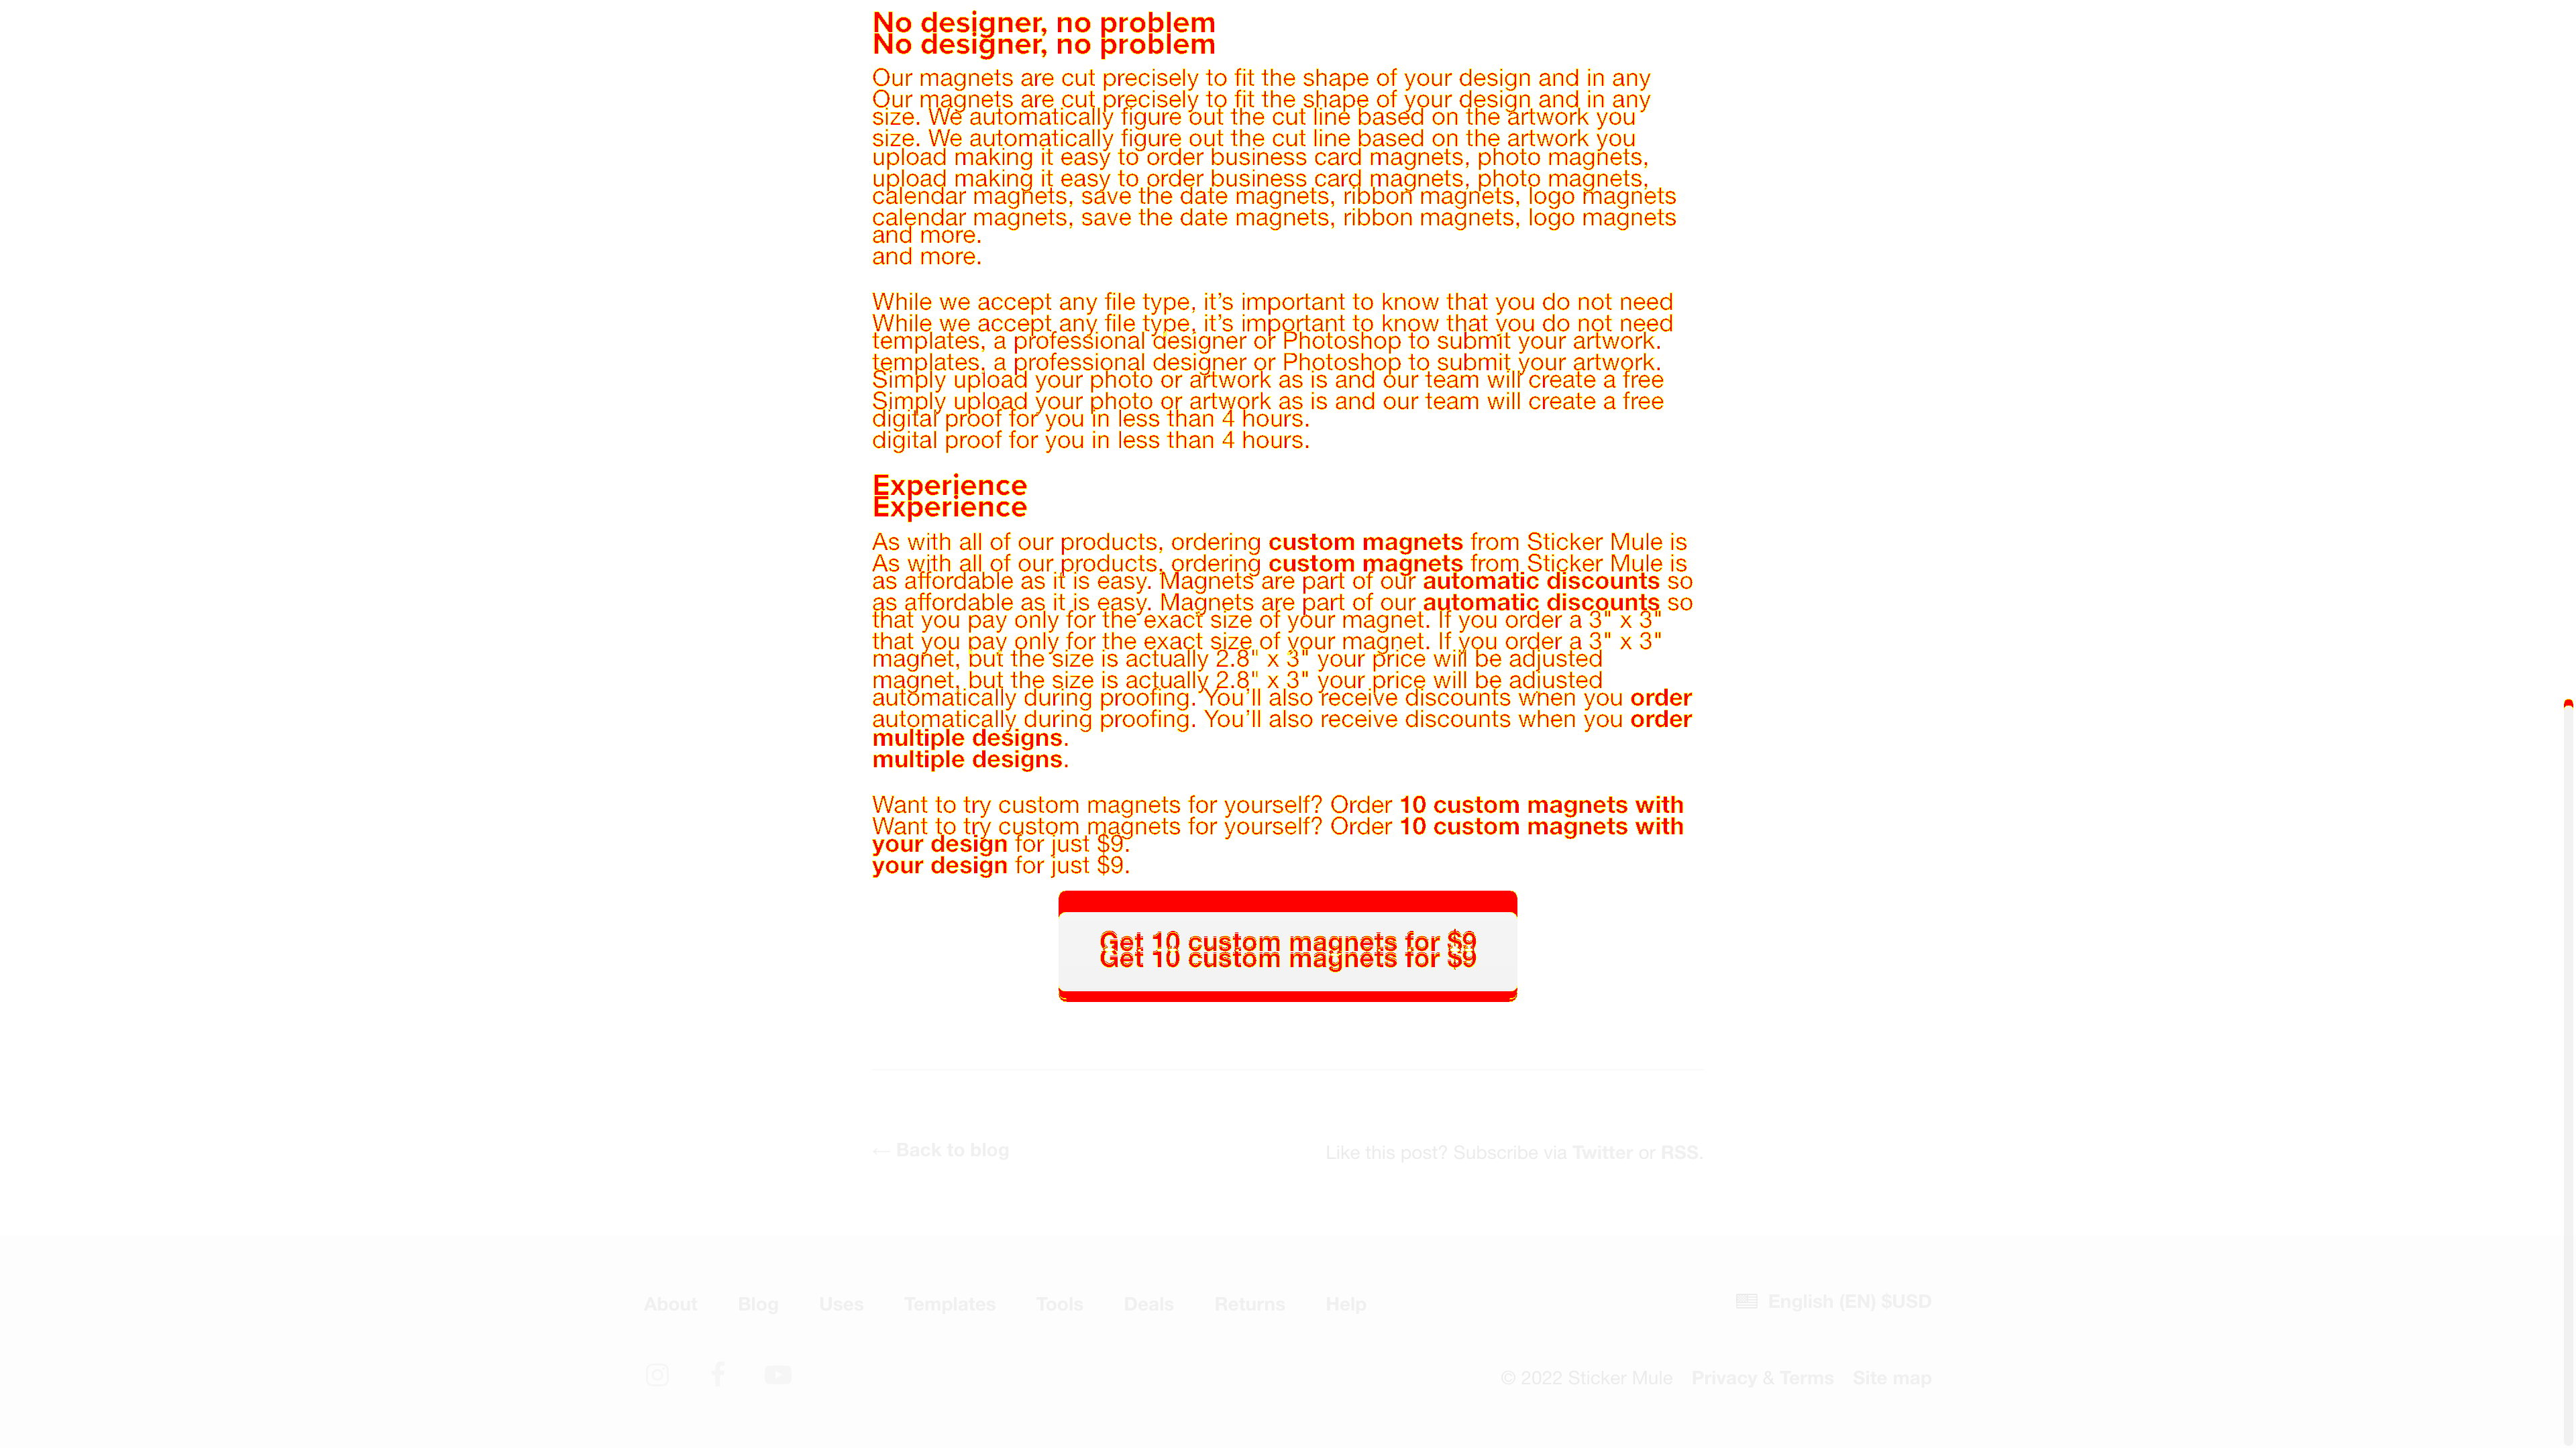 No designer, no problem
No designer, no problem
Our magnets are cut precisely to fit the shape of your design and in any
Our magnets are cut precisely to fit the shape of your design and in any
size. We automatically figure out the cut line based on the artwork you
size. We automatically figure out the cut line based on the artwork you
upload making it easy to order business card magnets, photo magnets,
upload making it easy to order business card magnets, photo magnets,
calendar magnets, save the date magnets, ribbon magnets, logo magnets
calendar magnets, save the date magnets, ribbon magnets, logo magnets
and more.
and more.
While we accept any file type, it’s important to know that you do not need
While we accept any file type, it’s important to know that you do not need
templates, a professional designer or Photoshop to submit your artwork.
templates, a professional designer or Photoshop to submit your artwork.
Simply upload your photo or artwork as is and our team will create a free
Simply upload your photo or artwork as is and our team will create a free
digital proof for you in less than 4 hours.
digital proof for you in less than 4 hours.
Experience
Experience
As with all of our products, ordering custom magnets from Sticker Mule is
As with all of our products, ordering custom magnets from Sticker Mule is
as affordable as it is easy. Magnets are part of our automatic discounts so
as affordable as it is easy. Magnets are part of our automatic discounts so
that you pay only for the exact size of your magnet. If you order a 3" x 3"
that you pay only for the exact size of your magnet. If you order a 3" x 3"
magnet, but the size is actually 2.8" x 3" your price will be adjusted
magnet, but the size is actually 2.8" x 3" your price will be adjusted
automatically during proofing. You’ll also receive discounts when you order
automatically during proofing. You’ll also receive discounts when you order
multiple designs.
multiple designs.
Want to try custom magnets for yourself? Order 10 custom magnets with
Want to try custom magnets for yourself? Order 10 custom magnets with
your design for just $9.
your design for just $9.
Get 10 custom magnets for $9
Get 10 custom magnets for $9
← Back to blog
Like this post? Subscribe via Twitter or RSS.
About Blog Uses Templates Tools Deals Returns Help
English (EN) $USD
© 2022 Sticker Mule Privacy & Terms Site map